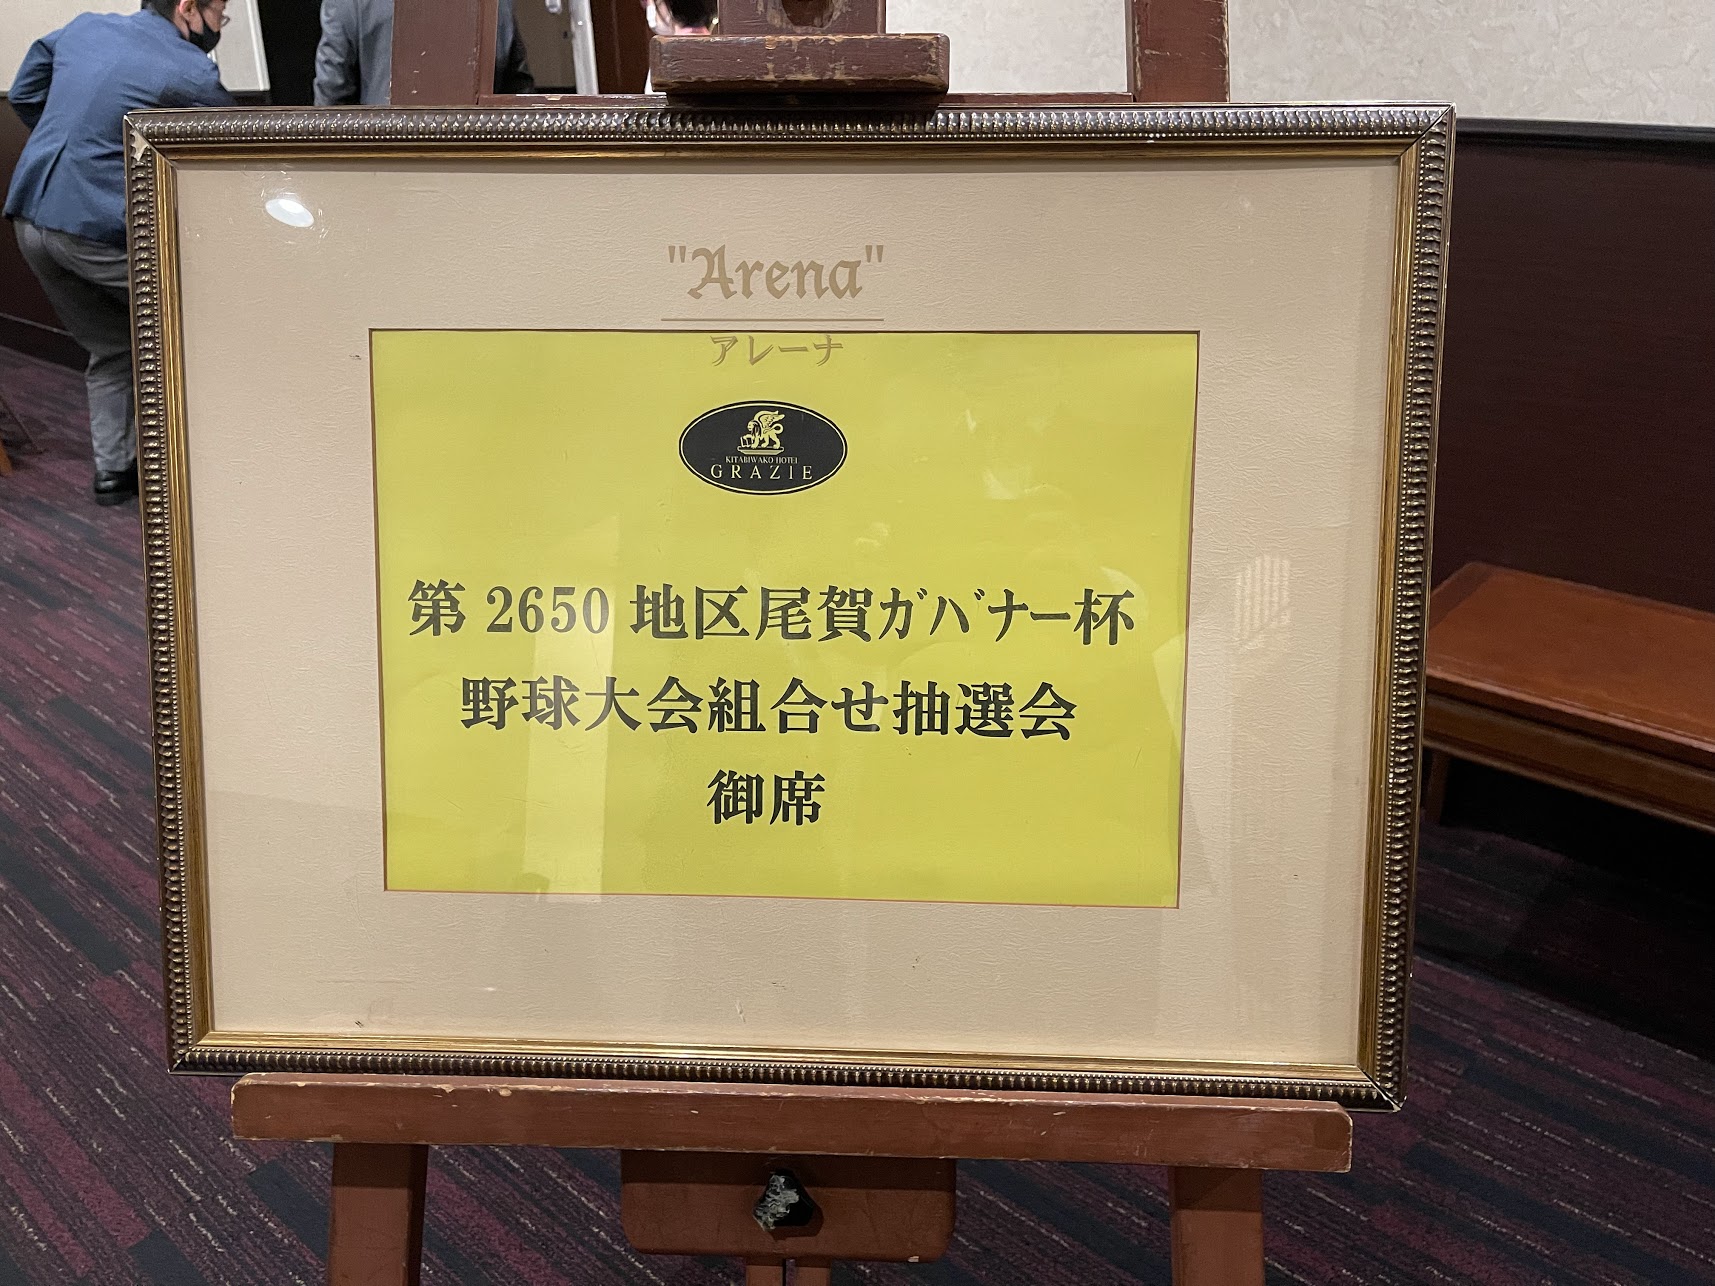 "Arena"
アレーナ
KITABIWAKO HOTEL
GRAZIE
第 2650 地区尾賀ガバナー杯
野球大会組合せ抽選会
御席